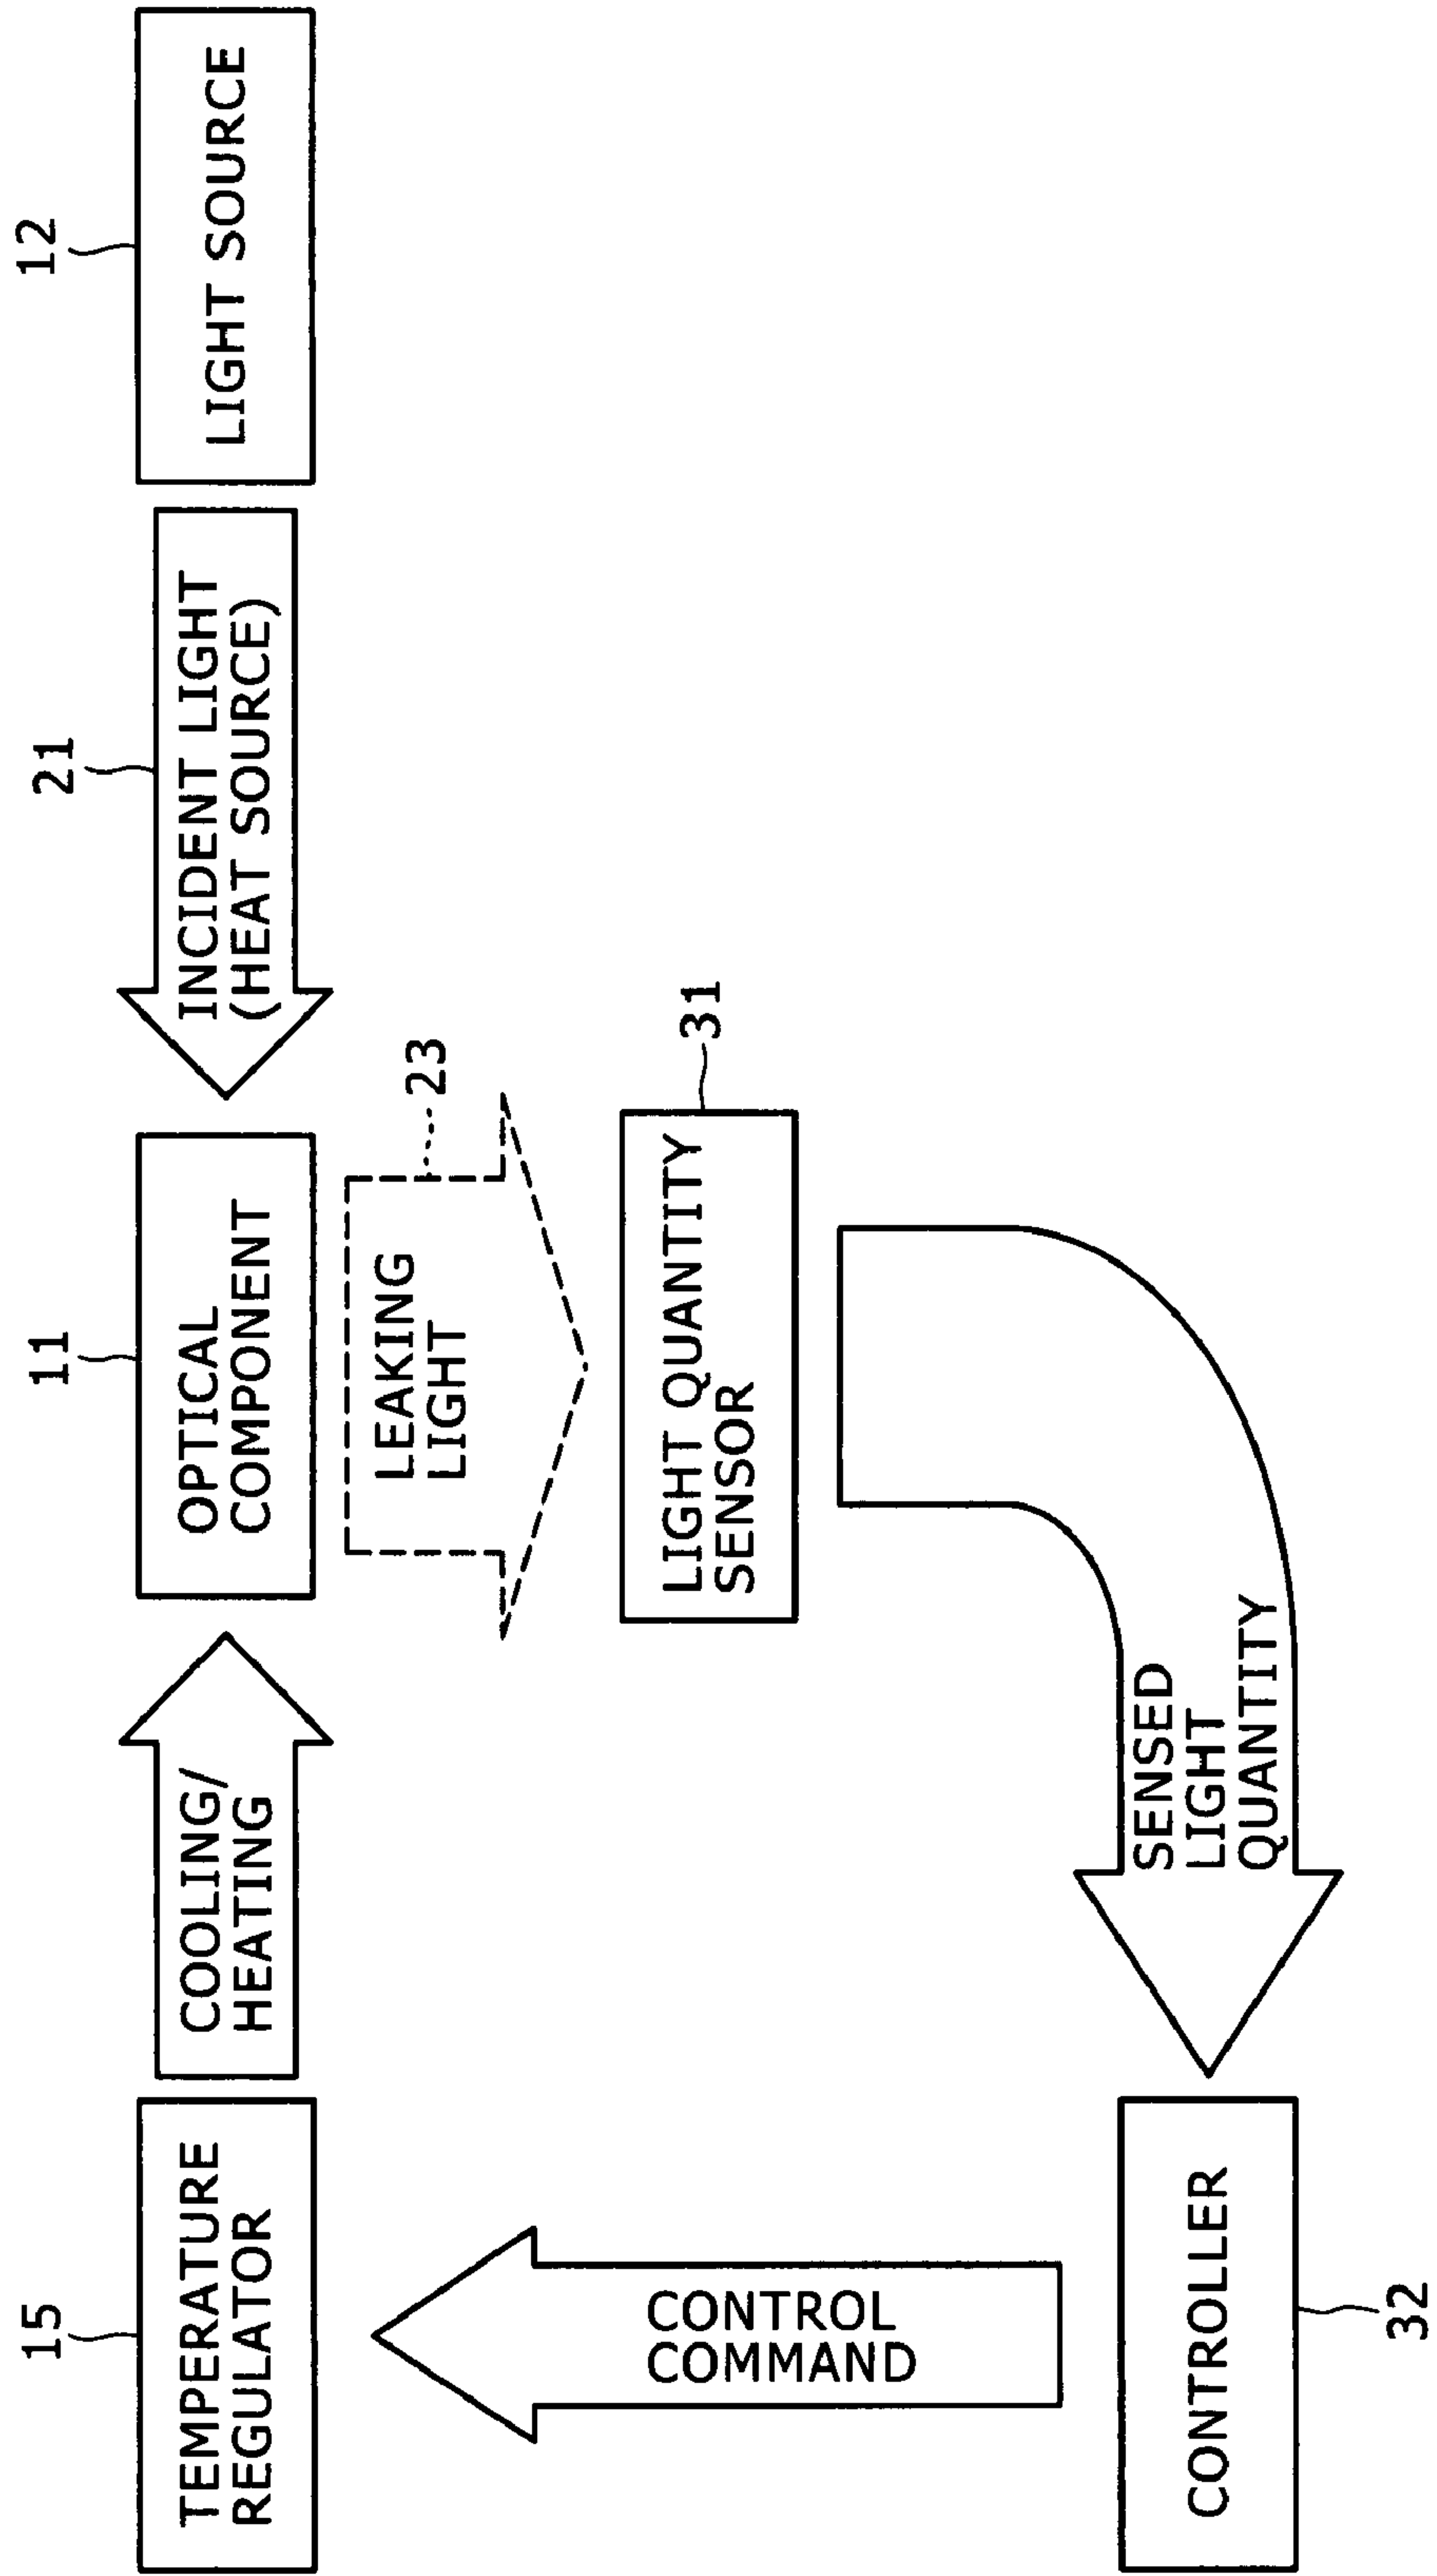 15
TEMPERATURE
REGULATOR
COOLING/
HEATING
11
OPTICAL
COMPONENT
21
INCIDENT LIGHT
(HEAT SOURCE)
12
LIGHT SOURCE
LEAKING
LIGHT
23
CONTROL
COMMAND
LIGHT QUANTITY
SENSOR
31
SENSED
LIGHT
QUANTITY
CONTROLLER
32